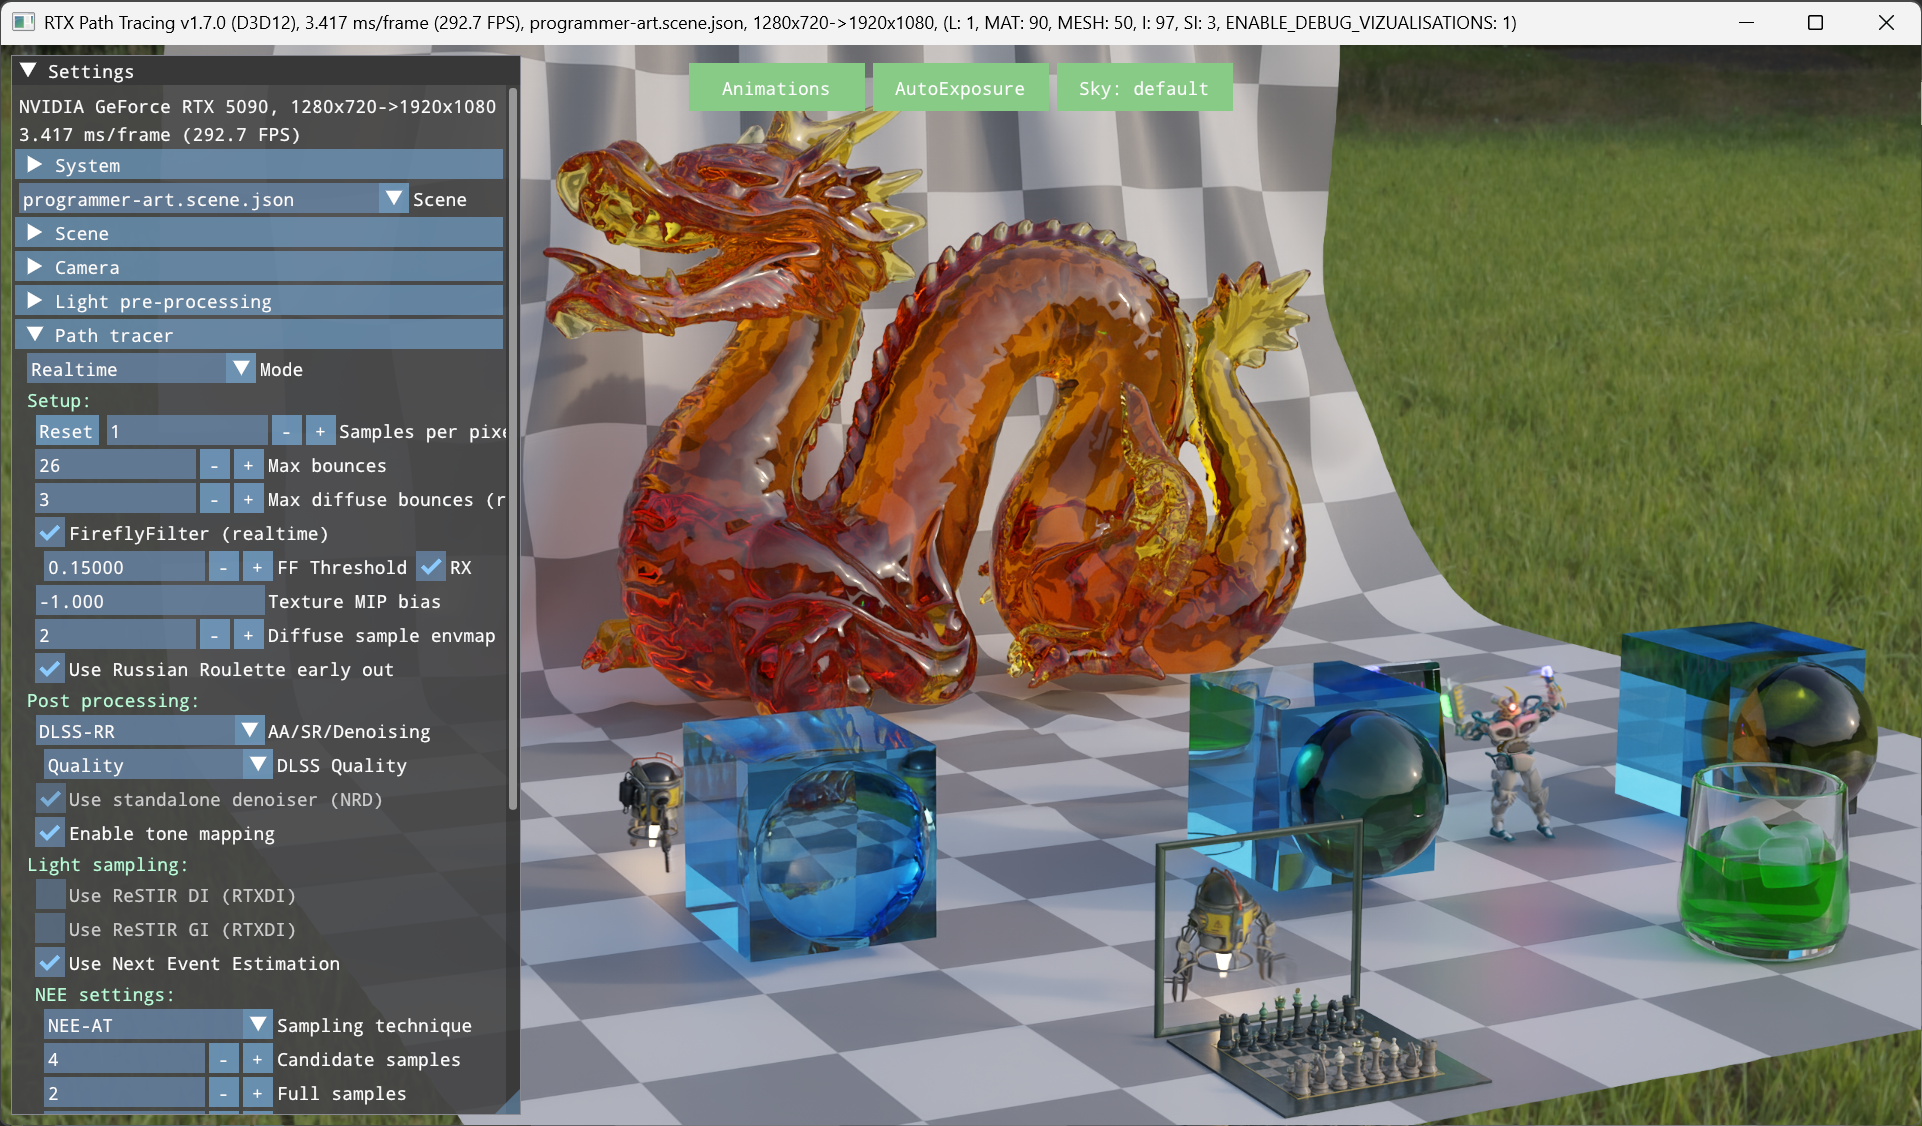 RTX Path Tracing v1.7.0 (D3D12), 3.417 ms/frame (292.7 FPS), programmer-art.scene.json, 1280x720->1920x1080, (L: 1, MAT: 90, MESH: 50, I: 97, SI: 3, ENABLE_DEBUG_VIZUALISATIONS: 1)
Animations AutoExposure Sky: default
Settings
NVIDIA GeForce RTX 5090, 1280x720->1920x1080
3.417 ms/frame (292.7 FPS)
System
programmer-art.scene.json Scene
Scene
Camera
Light pre-processing
Path tracer
Realtime Mode
Setup:
Reset 1 - + Samples per pixe
26 - + Max bounces
3 - + Max diffuse bounces (r
FireflyFilter (realtime)
0.15000 - + FF Threshold RX
-1.000 Texture MIP bias
2 - + Diffuse sample envmap
Use Russian Roulette early out
Post processing:
DLSS-RR AA/SR/Denoising
Quality DLSS Quality
Use standalone denoiser (NRD)
Enable tone mapping
Light sampling:
Use ReSTIR DI (RTXDI)
Use ReSTIR GI (RTXDI)
Use Next Event Estimation
NEE settings:
NEE-AT Sampling technique
4 - + Candidate samples
2 - + Full samples